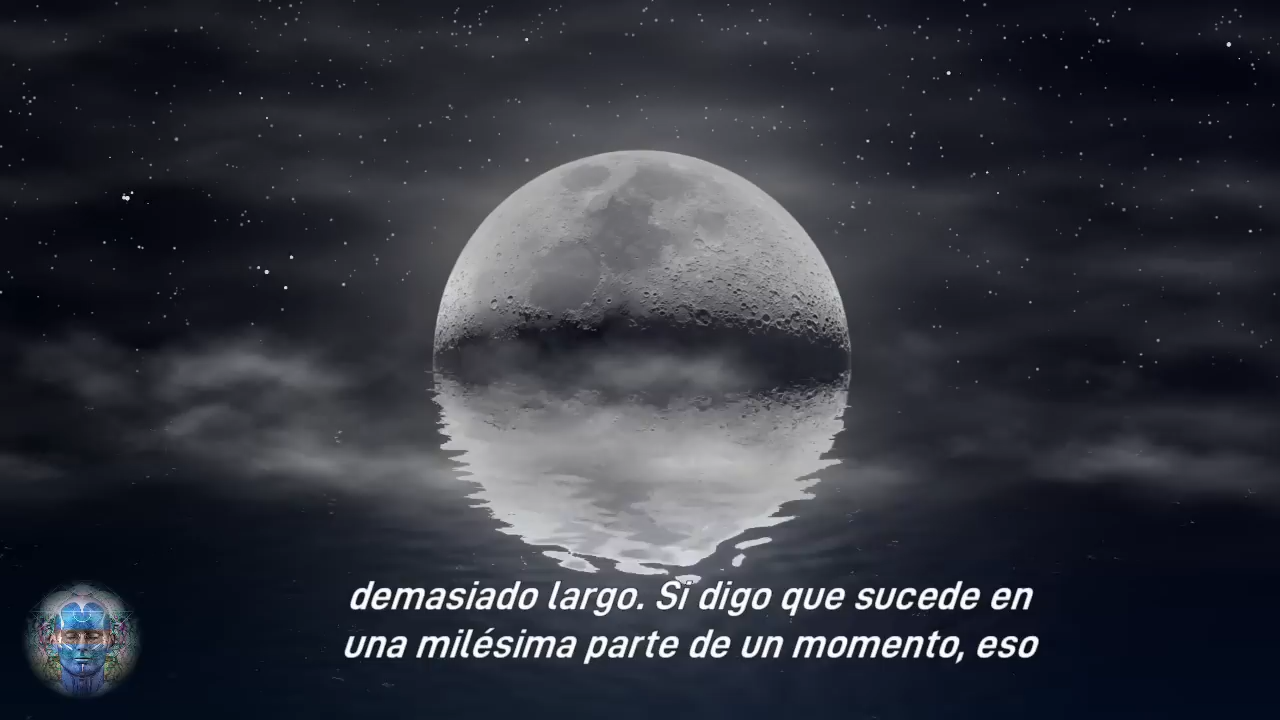 demasiado largo. Si digo que sucede en
una milésima parte de un momento, eso